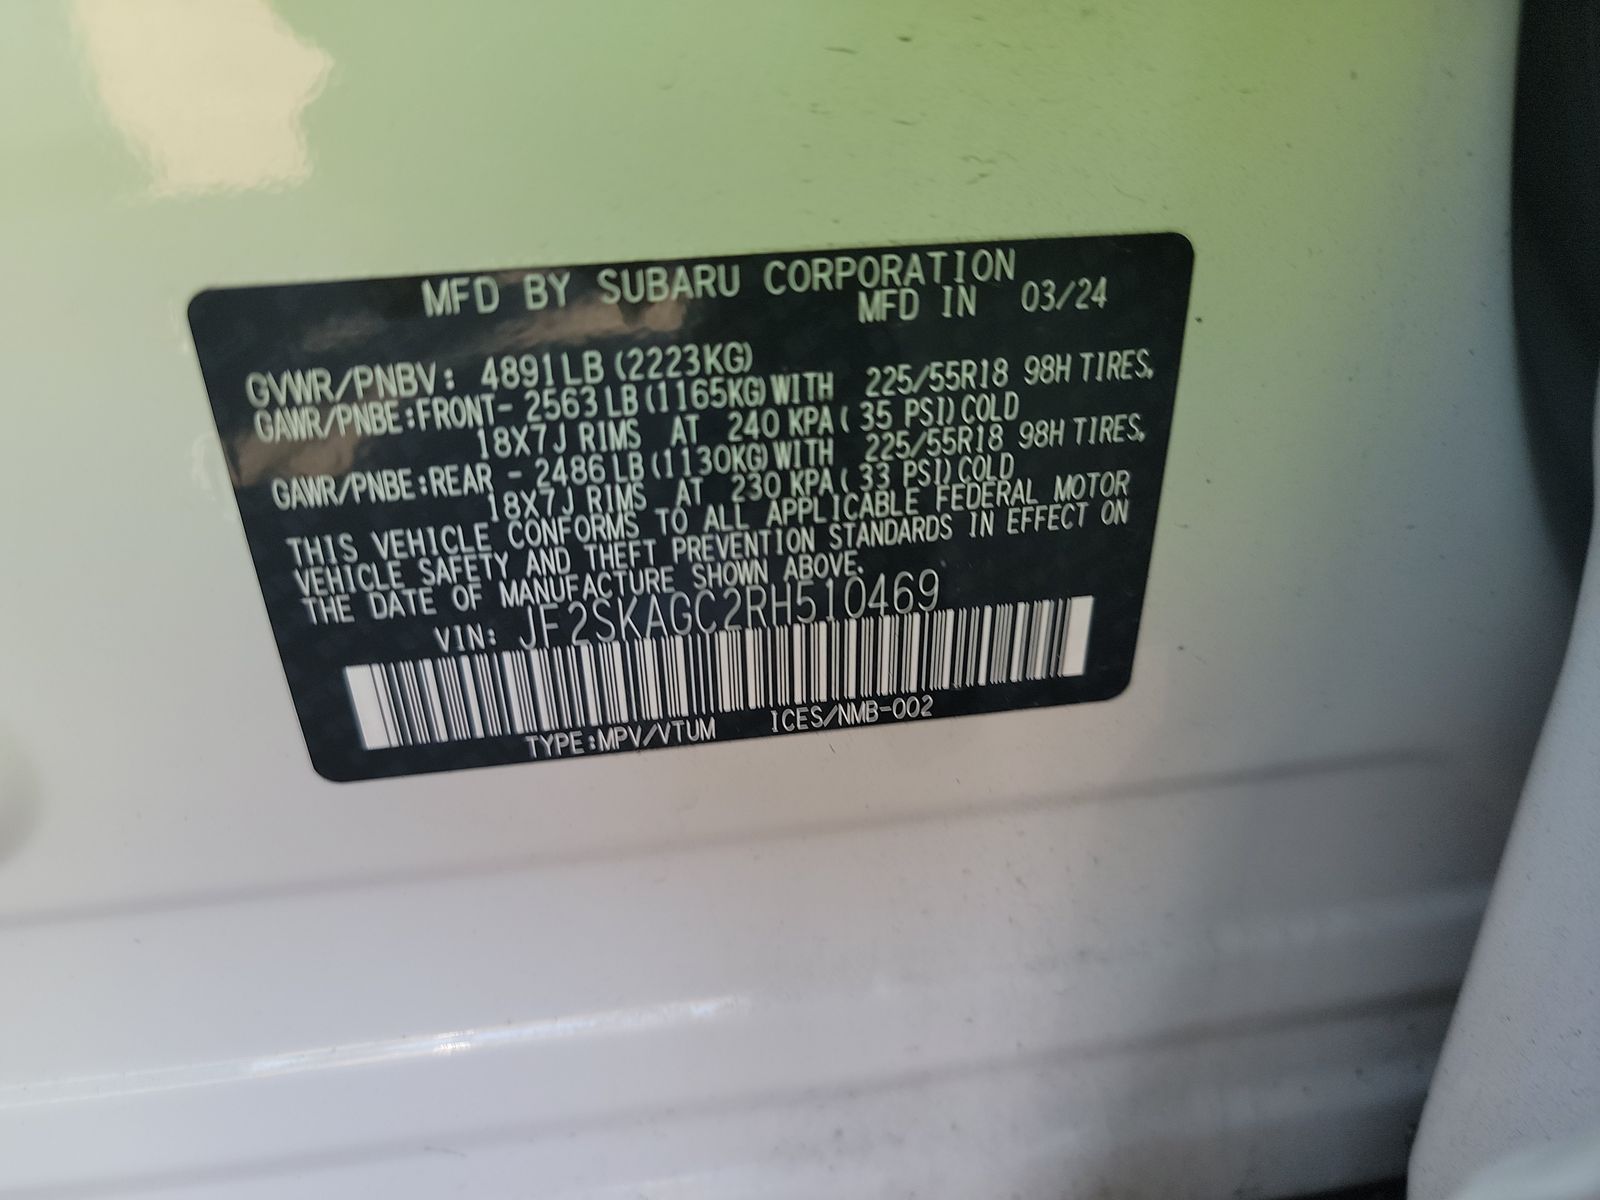 MFD BY SUBARU CORPORATION
MFD IN 03/24
GVWR/PNBV: 4891LB (2223KG)
GAWR/PNBE:FRONT- 2563LB(1165KG)WITH 225/55R18 98H TIRES,
18X7J RIMS AT 240 KPA( 35 PSI)COLD
GAWR/PNBE:REAR - 2486LB(1130KG)WITH 225/55R18 98H TIRES,
18X7J RIMS AT 230 KPA( 33 PSI)COLD
THIS VEHICLE CONFORMS TO ALL APPLICABLE FEDERAL MOTOR
VEHICLE SAFETY AND THEFT PREVENTION STANDARDS IN EFFECT ON
THE DATE OF MANUFACTURE SHOWN ABOVE.
VIN: JF2SKAGC2RH510469
TYPE:MPV/VTUM ICES/NMB-002